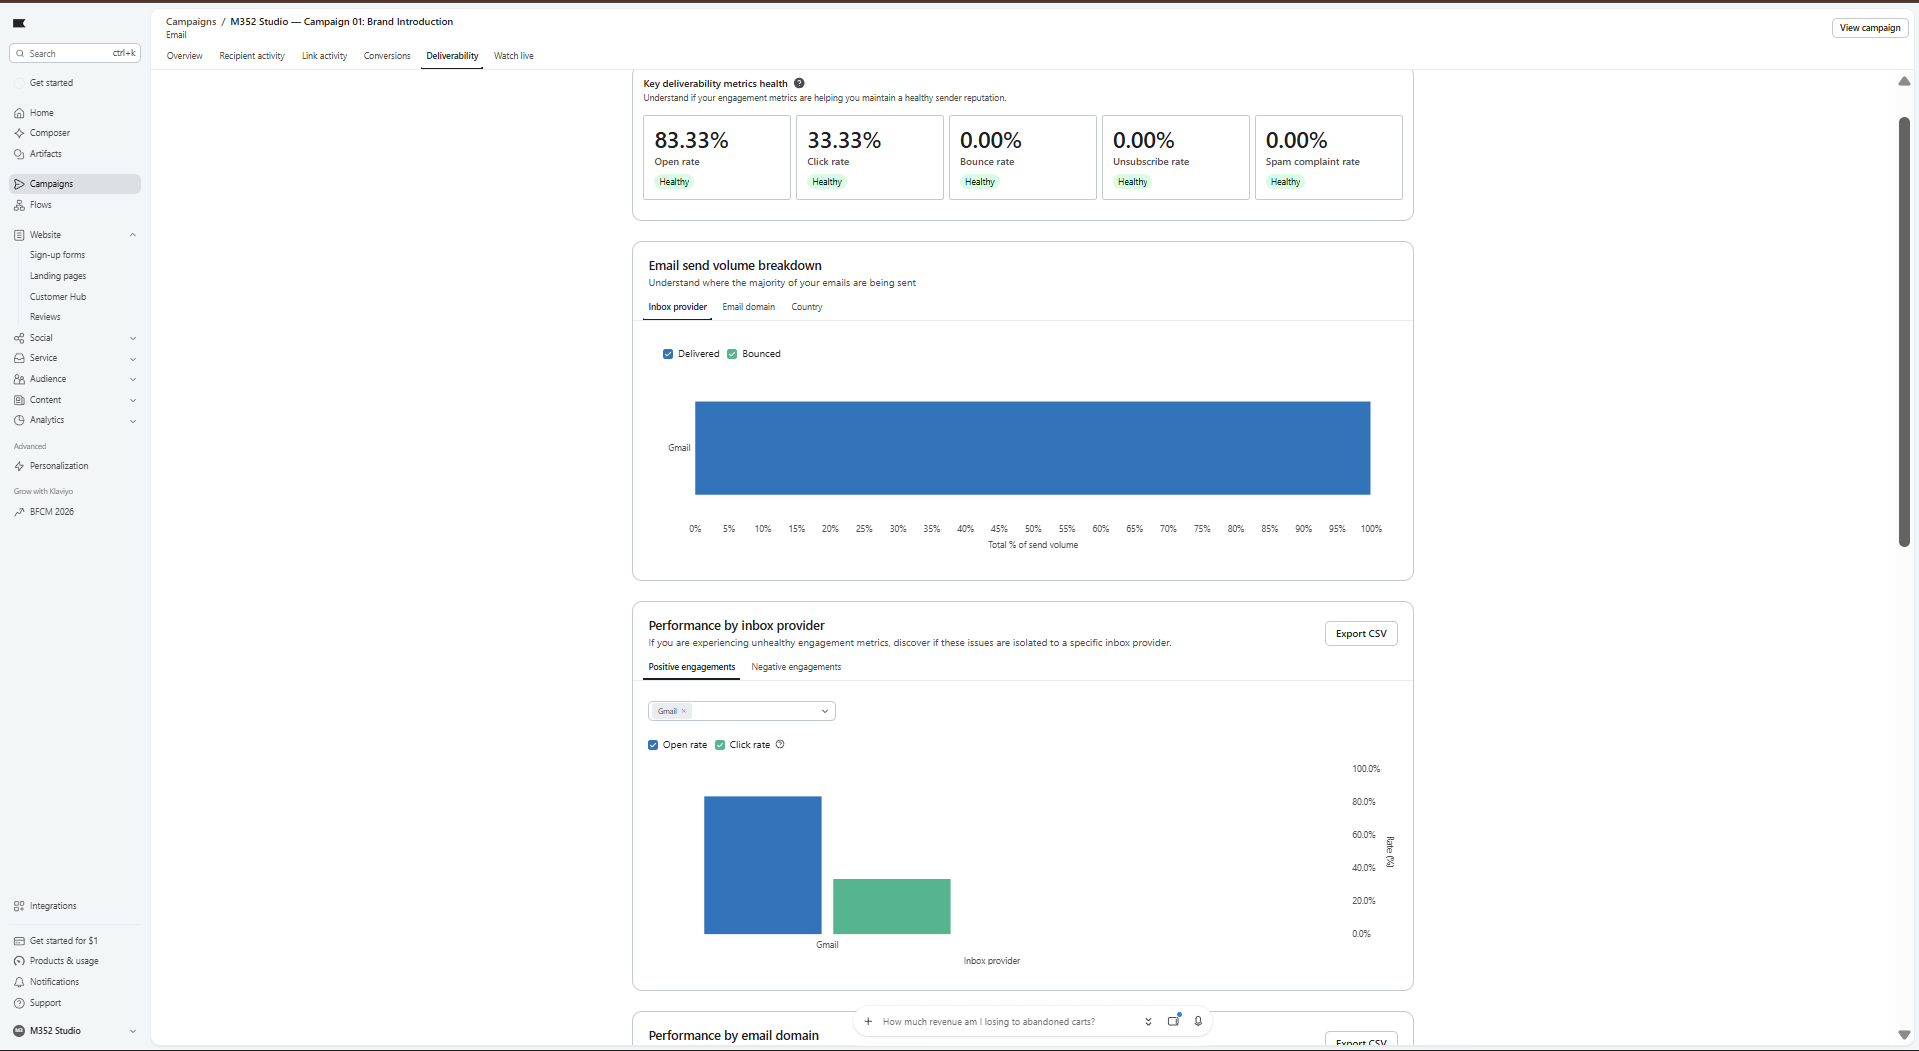 Campaigns / M352 Studio — Campaign 01: Brand Introduction
Email
View campaign
Overview Recipient activity Link activity Conversions Deliverability Watch live
Search ctrl+k
Get started
Home
Composer
Artifacts
Campaigns
Flows
Website
Sign-up forms
Landing pages
Customer Hub
Reviews
Social
Service
Audience
Content
Analytics
Advanced
Personalization
Grow with Klaviyo
BFCM 2026
Integrations
Get started for $1
Products & usage
Notifications
Support
M352 Studio
Key deliverability metrics health
Understand if your engagement metrics are helping you maintain a healthy sender reputation.
83.33% 33.33% 0.00% 0.00% 0.00%
Open rate Click rate Bounce rate Unsubscribe rate Spam complaint rate
Healthy Healthy Healthy Healthy Healthy
Email send volume breakdown
Understand where the majority of your emails are being sent
Inbox provider Email domain Country
Delivered Bounced
Gmail
0% 5% 10% 15% 20% 25% 30% 35% 40% 45% 50% 55% 60% 65% 70% 75% 80% 85% 90% 95% 100%
Total % of send volume
Performance by inbox provider
Export CSV
If you are experiencing unhealthy engagement metrics, discover if these issues are isolated to a specific inbox provider.
Positive engagements Negative engagements
Gmail ×
Open rate Click rate
100.0%
80.0%
60.0%
40.0%
20.0%
0.0%
Rate (%)
Gmail
Inbox provider
How much revenue am I losing to abandoned carts?
Performance by email domain
Export CSV